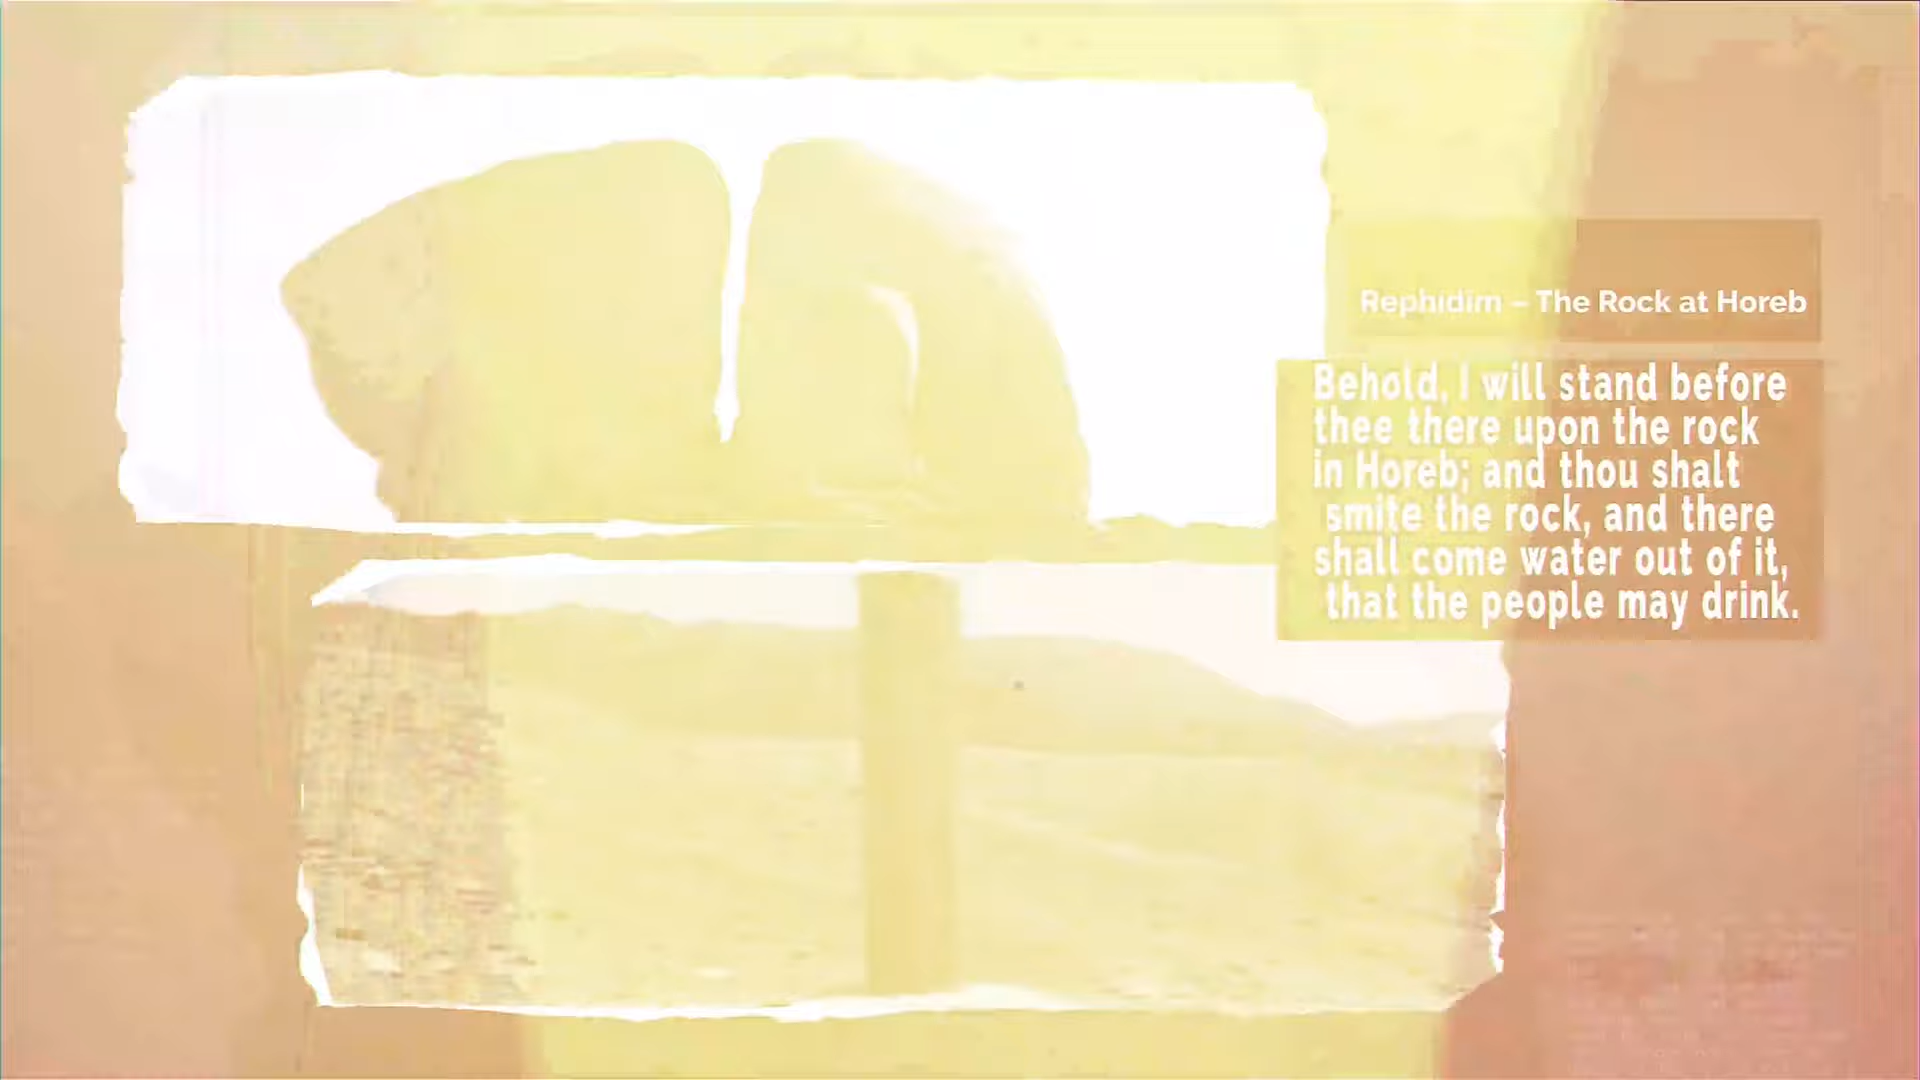 Rephidim – The Rock at Horeb
Behold, I will stand before
thee there upon the rock
in Horeb; and thou shalt
smite the rock, and there
shall come water out of it,
that the people may drink.